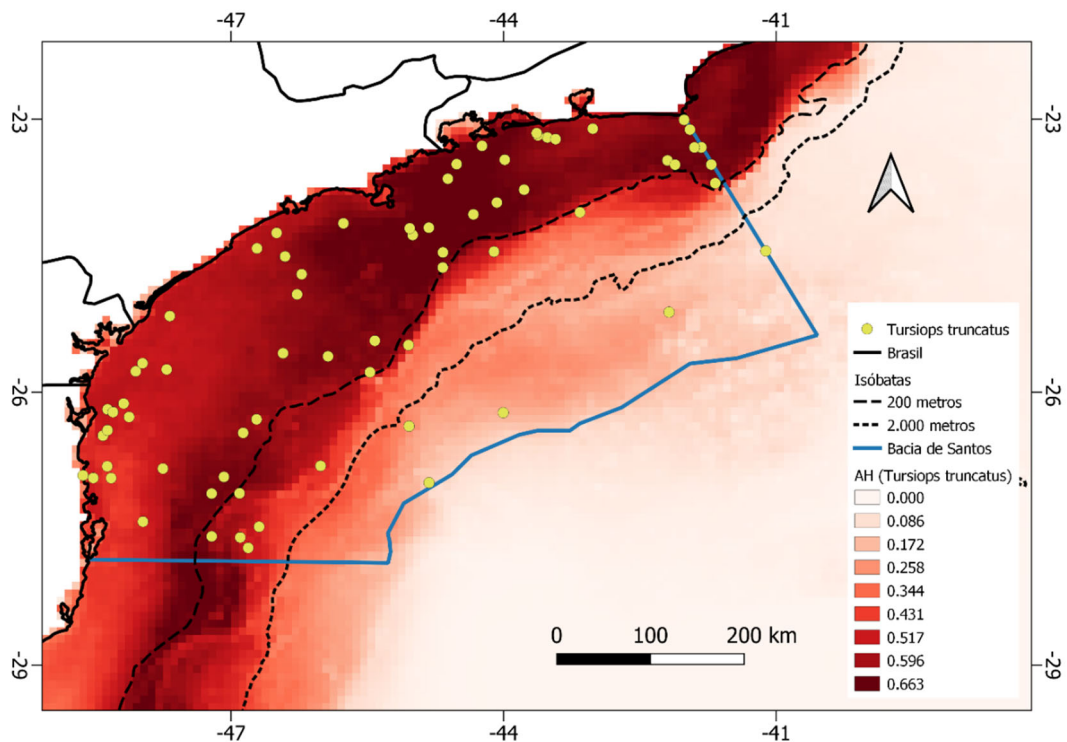 -47 -44 -41
-23 -23
-26 -26
-29 -29
Tursiops truncatus
Brasil
Isóbatas
200 metros
2.000 metros
Bacia de Santos
AH (Tursiops truncatus)
0.000
0.086
0.172
0.258
0.344
0.431
0.517
0.596
0.663
0 100 200 km
-47 -44 -41